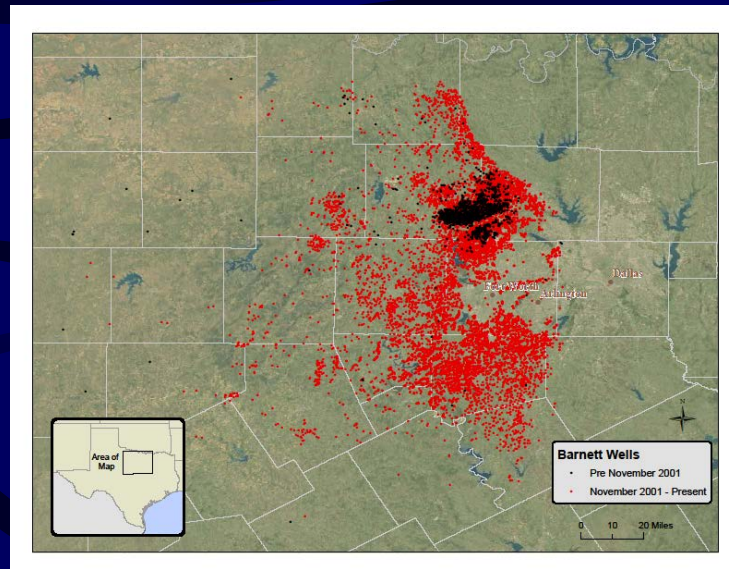 Fort Worth
Arlington
Dallas
Area of
Map
N
Barnett Wells
Pre November 2001
November 2001 - Present
0 10 20 Miles